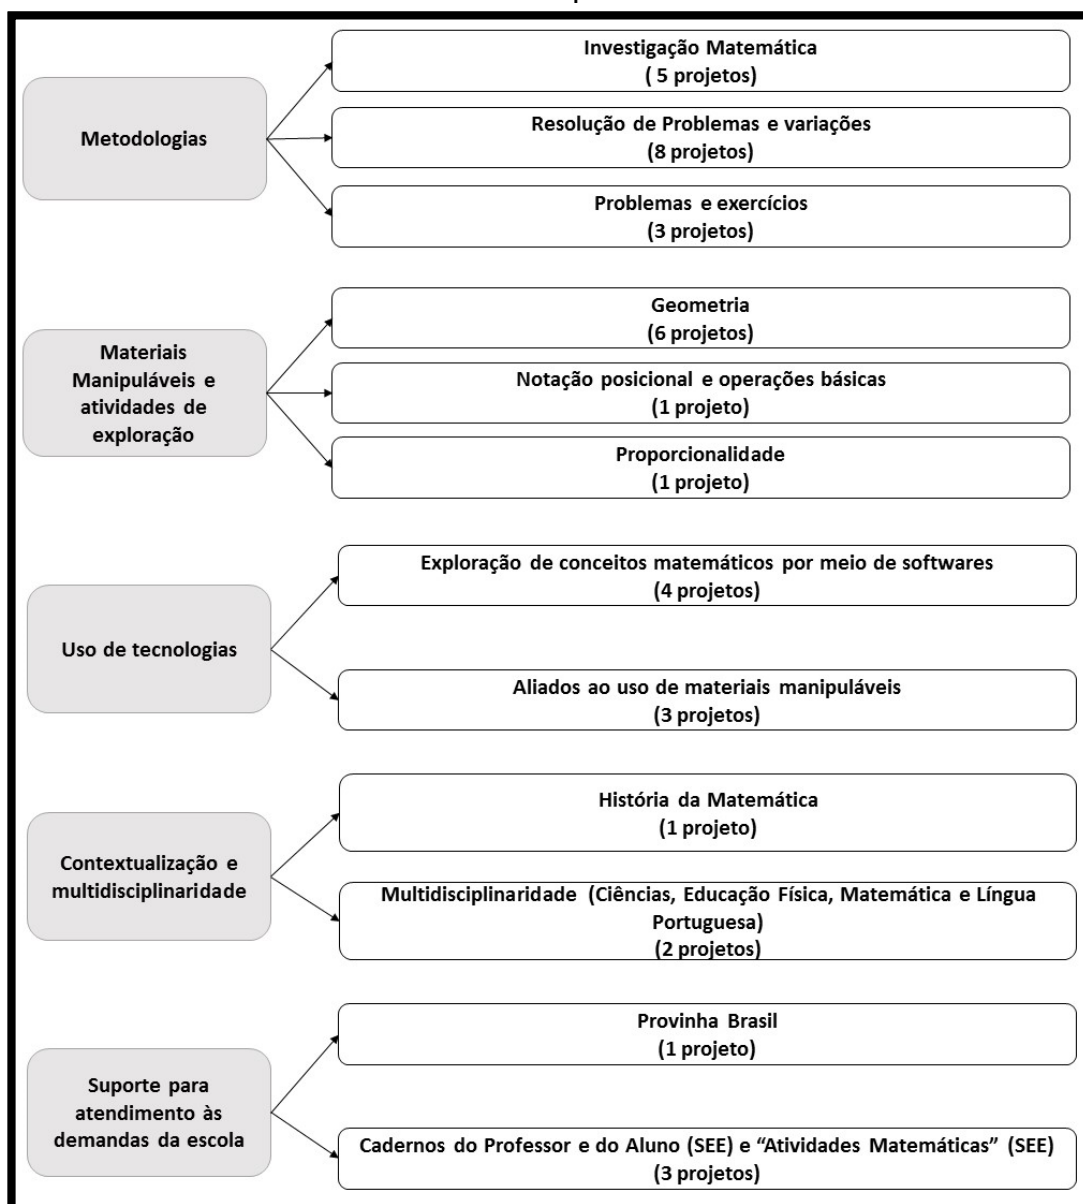 Metodologias
Investigação Matemática
( 5 projetos)
Resolução de Problemas e variações
(8 projetos)
Problemas e exercícios
(3 projetos)
Materiais
Manipuláveis e
atividades de
exploração
Geometria
(6 projetos)
Notação posicional e operações básicas
(1 projeto)
Proporcionalidade
(1 projeto)
Uso de tecnologias
Exploração de conceitos matemáticos por meio de softwares
(4 projetos)
Aliados ao uso de materiais manipuláveis
(3 projetos)
Contextualização e
multidisciplinaridade
História da Matemática
(1 projeto)
Multidisciplinaridade (Ciências, Educação Física, Matemática e Língua
Portuguesa)
(2 projetos)
Suporte para
atendimento às
demandas da escola
Provinha Brasil
(1 projeto)
Cadernos do Professor e do Aluno (SEE) e “Atividades Matemáticas” (SEE)
(3 projetos)